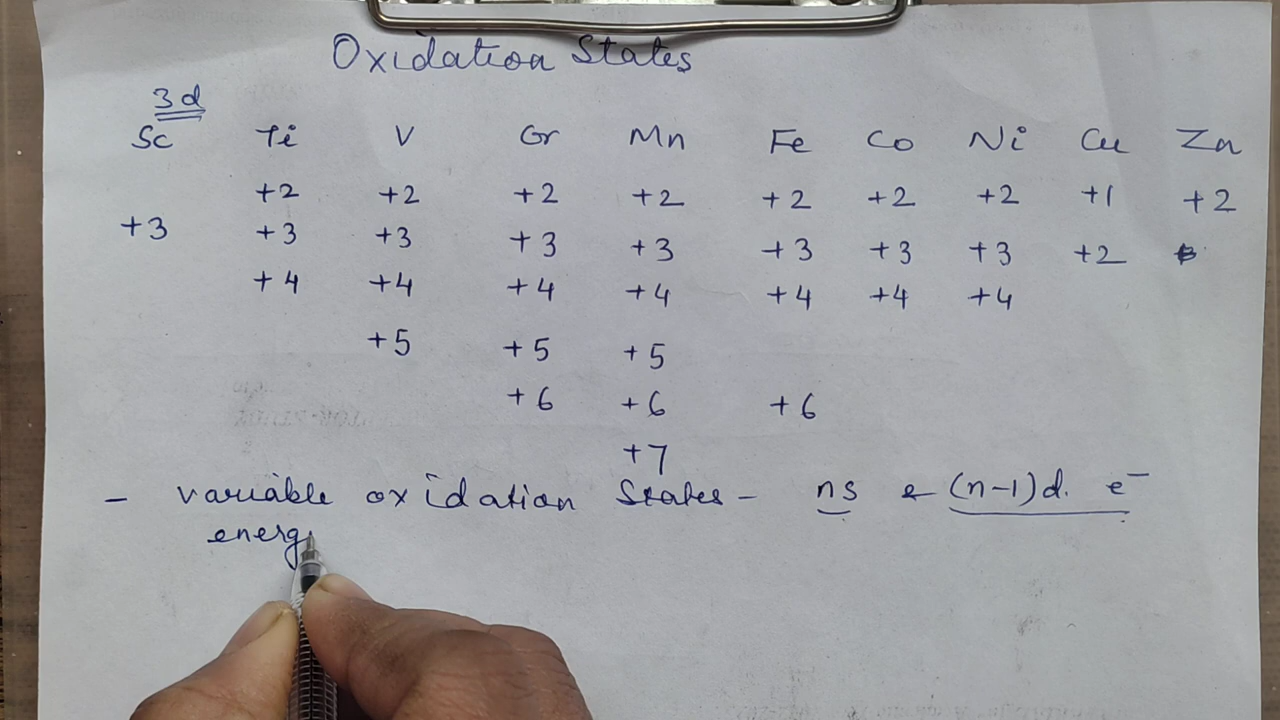 Oxidation States
3d
Sc Ti V Cr Mn Fe Co Ni Cu Zn
+2 +2 +2 +2 +2 +2 +2 +1 +2
+3 +3 +3 +3 +3 +3 +3 +3 +2
+4 +4 +4 +4 +4 +4 +4
+5 +5 +5
+6 +6 +6
+7
- variable oxidation States - ns & (n-1)d. e⁻
energ